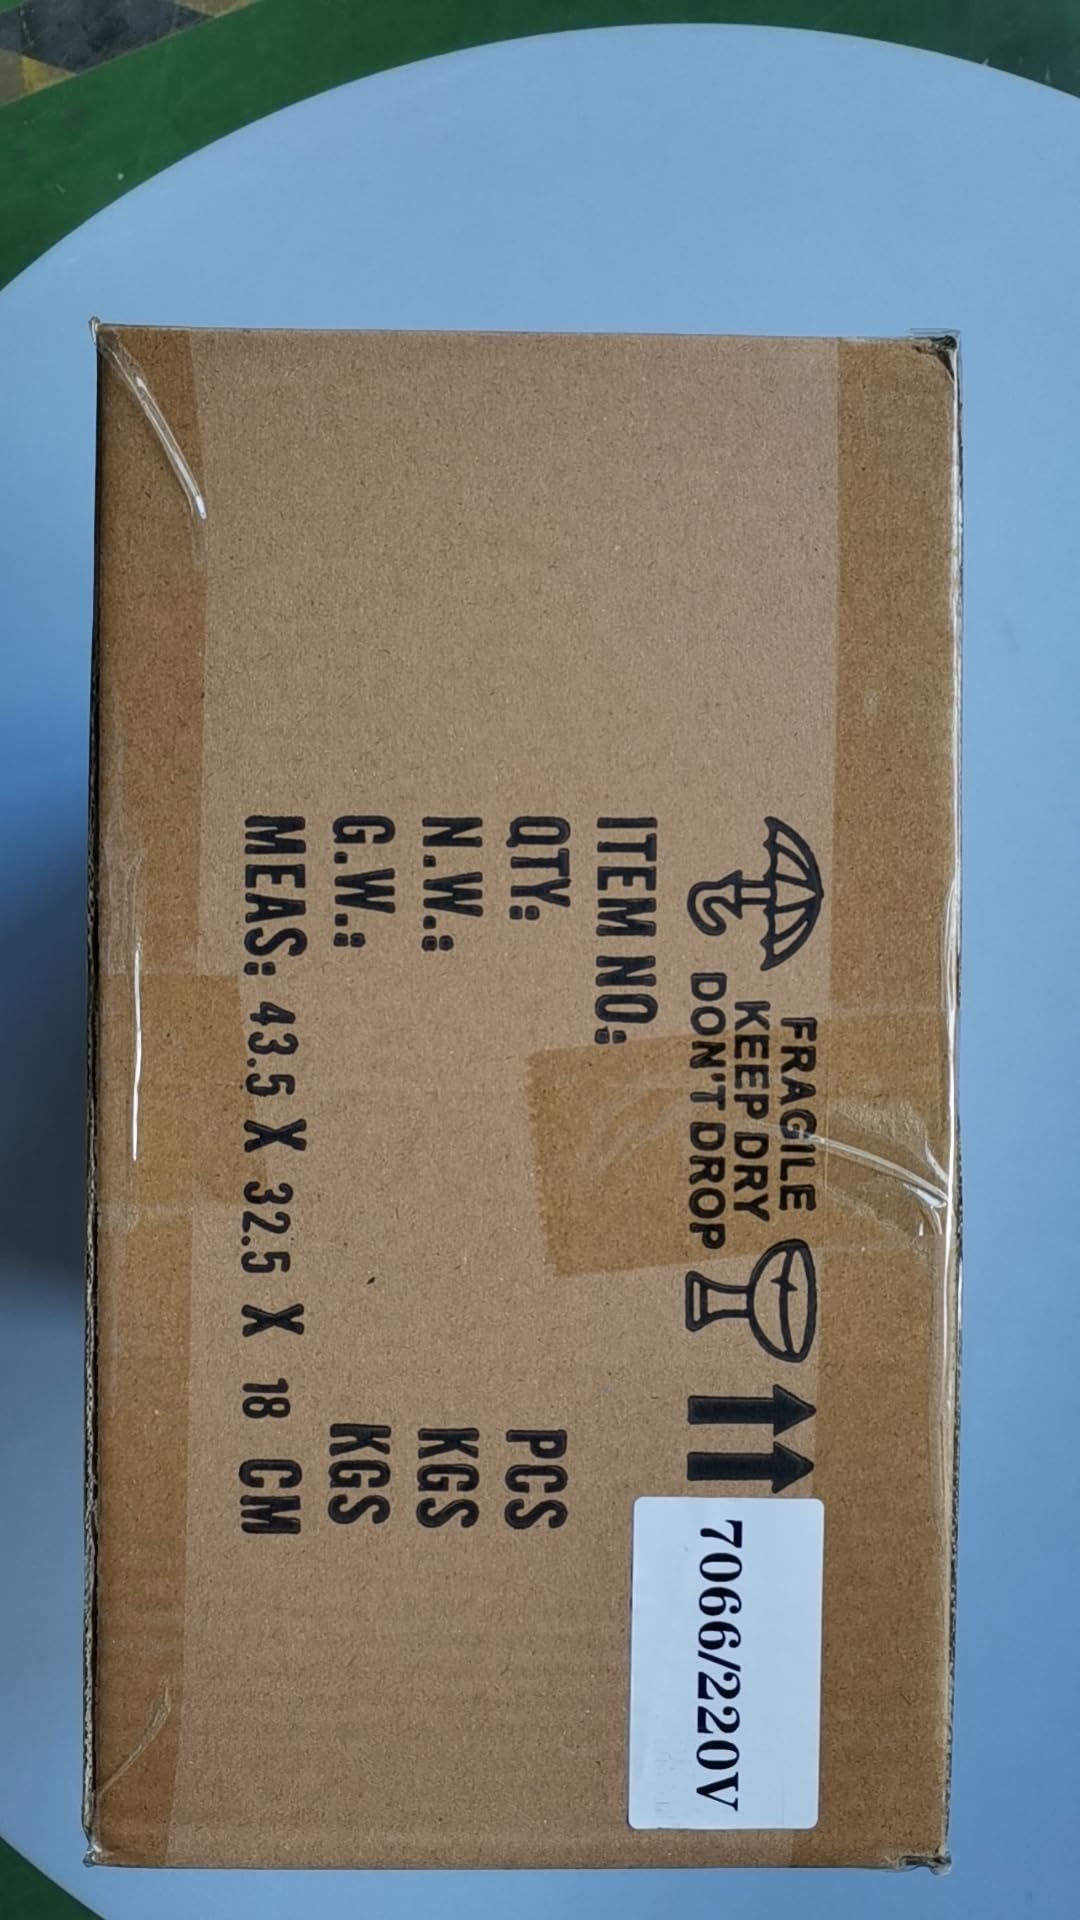 FRAGILE
KEEP DRY
DON'T DROP
ITEM NO:
QTY: PCS
N.W.: KGS
G.W.: KGS
MEAS: 43.5 X 32.5 X 18 CM
7066/220V